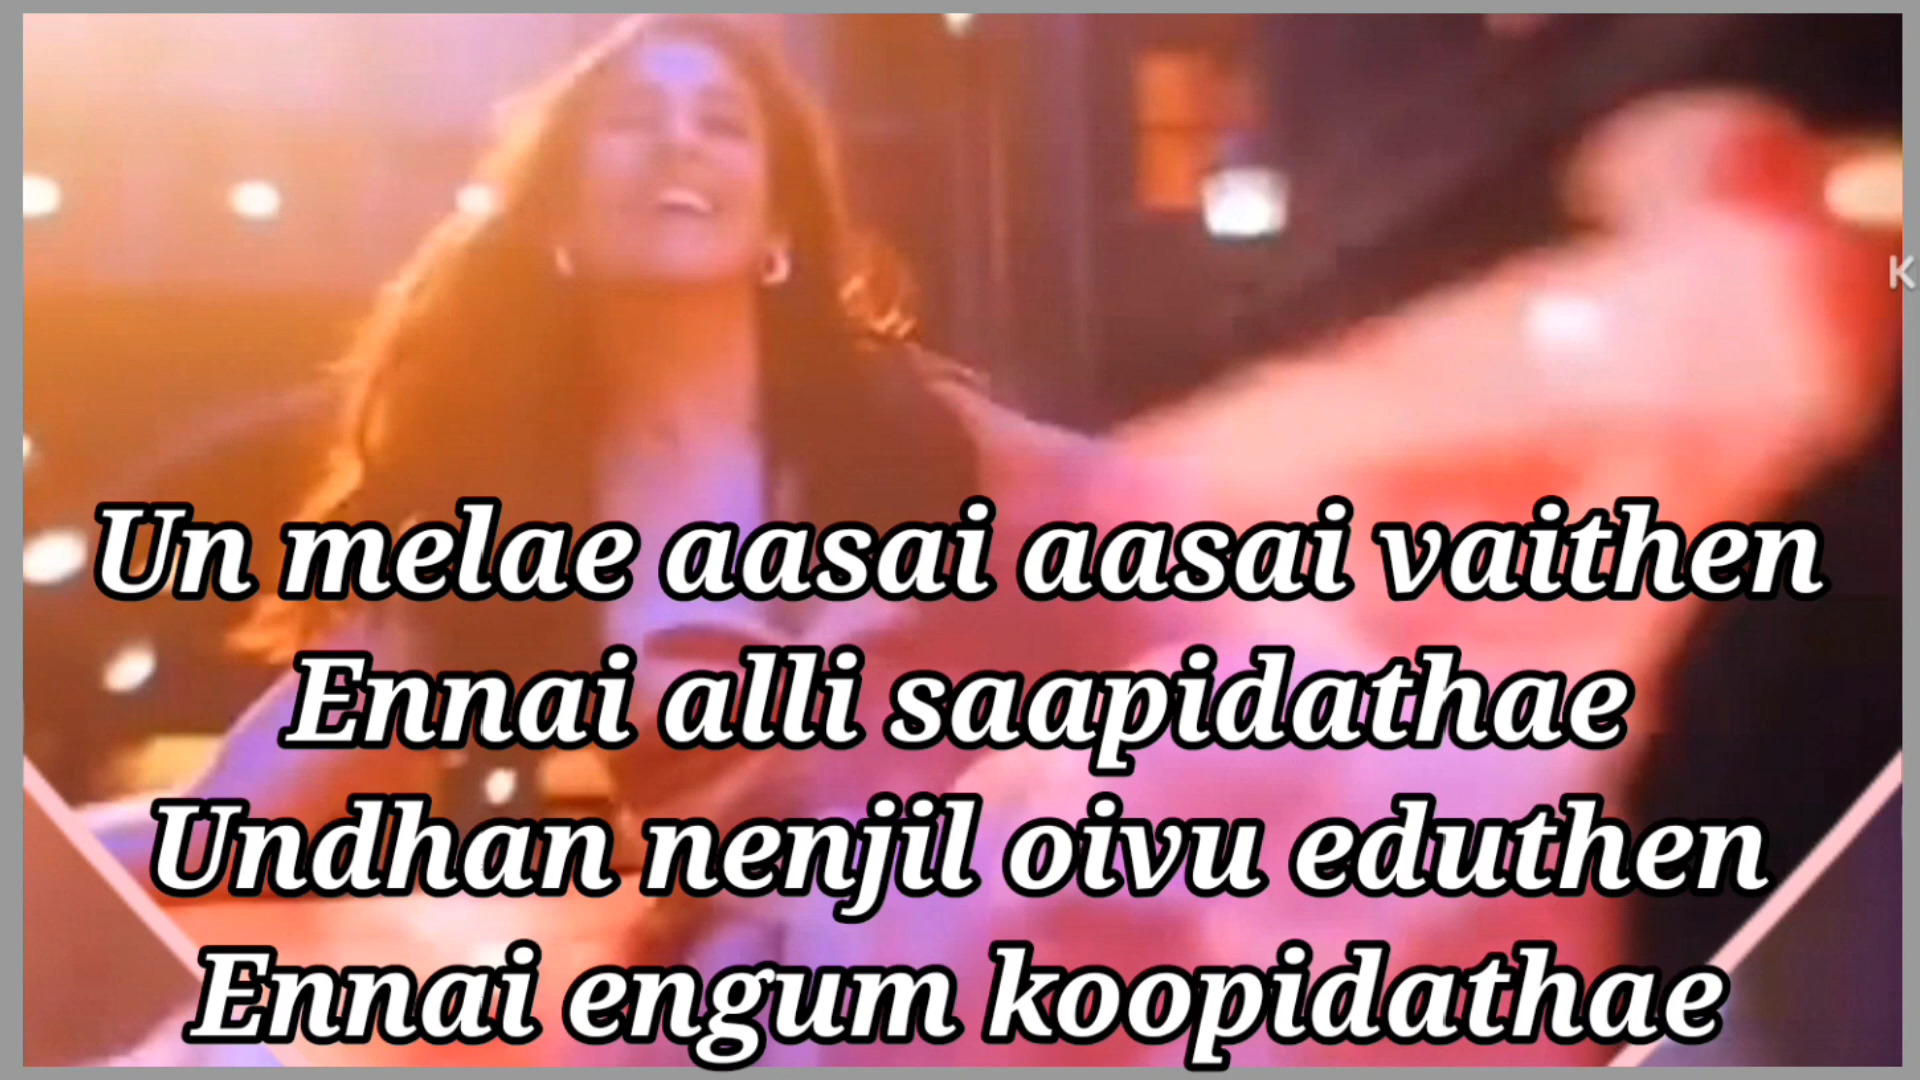 K
Un melae aasai aasai vaithen
Ennai alli saapidathae
Undhan nenjil oivu eduthen
Ennai engum koopidathae